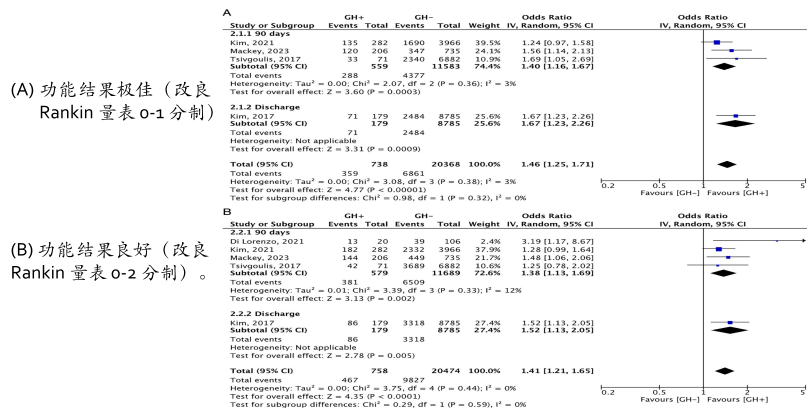 (A) 功能结果极佳（改良
Rankin 量表 0-1 分制）
A
GH+ GH− Odds Ratio Odds Ratio
Study or Subgroup Events Total Events Total Weight IV, Random, 95% CI IV, Random, 95% CI
2.1.1 90 days
Kim, 2021 135 282 1690 3966 39.5% 1.24 [0.97, 1.58]
Mackey, 2023 120 206 347 735 24.1% 1.56 [1.14, 2.13]
Tsivgoulis, 2017 33 71 2340 6882 10.9% 1.69 [1.05, 2.69]
Subtotal (95% CI) 559 11583 74.4% 1.40 [1.16, 1.67]
Total events 288 4377
Heterogeneity: Tau² = 0.00; Chi² = 2.07, df = 2 (P = 0.36); I² = 3%
Test for overall effect: Z = 3.60 (P = 0.0003)
2.1.2 Discharge
Kim, 2017 71 179 2484 8785 25.6% 1.67 [1.23, 2.26]
Subtotal (95% CI) 179 8785 25.6% 1.67 [1.23, 2.26]
Total events 71 2484
Heterogeneity: Not applicable
Test for overall effect: Z = 3.31 (P = 0.0009)
Total (95% CI) 738 20368 100.0% 1.46 [1.25, 1.71]
Total events 359 6861
Heterogeneity: Tau² = 0.00; Chi² = 3.08, df = 3 (P = 0.38); I² = 3%
Test for overall effect: Z = 4.77 (P < 0.00001)
Test for subgroup differences: Chi² = 0.98, df = 1 (P = 0.32), I² = 0%
0.2 0.5 1 2 5
Favours [GH−] Favours [GH+]
(B) 功能结果良好（改良
Rankin 量表 0-2 分制）。
B
GH+ GH− Odds Ratio Odds Ratio
Study or Subgroup Events Total Events Total Weight IV, Random, 95% CI IV, Random, 95% CI
2.2.1 90 days
Di Lorenzo, 2021 13 20 39 106 2.4% 3.19 [1.17, 8.67]
Kim, 2021 182 282 2332 3966 38.7% 1.28 [0.99, 1.64]
Mackey, 2023 144 206 449 735 20.9% 1.48 [1.06, 2.08]
Tsivgoulis, 2017 42 71 3689 6882 10.6% 1.25 [0.78, 2.02]
Subtotal (95% CI) 579 11689 72.6% 1.38 [1.13, 1.69]
Total events 381 6509
Heterogeneity: Tau² = 0.01; Chi² = 3.39, df = 3 (P = 0.33); I² = 12%
Test for overall effect: Z = 3.13 (P = 0.002)
2.2.2 Discharge
Kim, 2017 86 179 3318 8785 27.4% 1.52 [1.13, 2.05]
Subtotal (95% CI) 179 8785 27.4% 1.52 [1.13, 2.05]
Total events 86 3318
Heterogeneity: Not applicable
Test for overall effect: Z = 2.78 (P = 0.005)
Total (95% CI) 758 20474 100.0% 1.41 [1.21, 1.65]
Total events 467 9827
Heterogeneity: Tau² = 0.00; Chi² = 3.75, df = 4 (P = 0.44); I² = 0%
Test for overall effect: Z = 4.35 (P < 0.0001)
Test for subgroup differences: Chi² = 0.29, df = 1 (P = 0.59), I² = 0%
0.2 0.5 1 2 5
Favours [GH−] Favours [GH+]